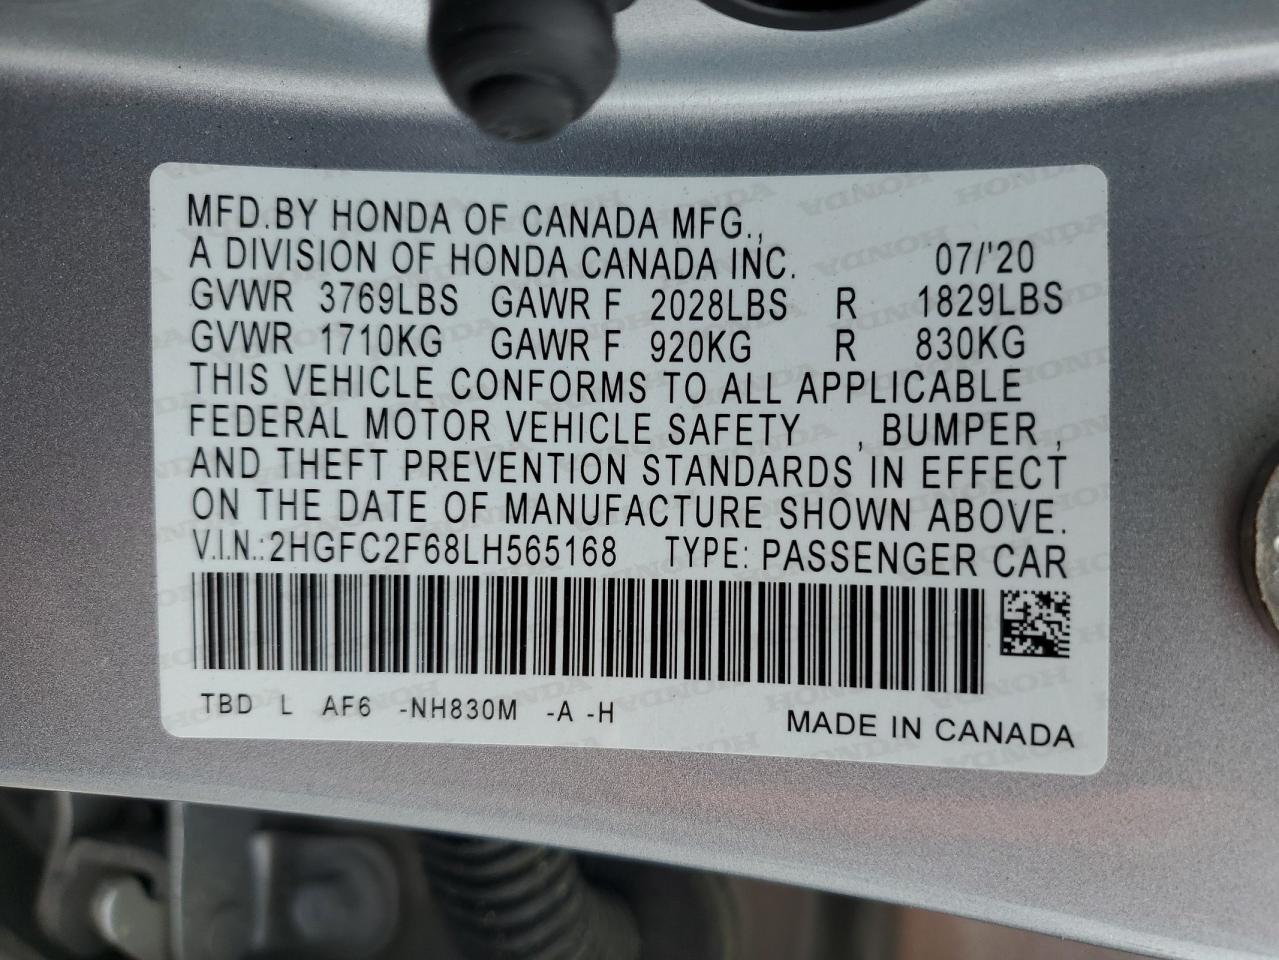 MFD.BY HONDA OF CANADA MFG.,
A DIVISION OF HONDA CANADA INC. 07/'20
GVWR 3769LBS GAWR F 2028LBS R 1829LBS
GVWR 1710KG GAWR F 920KG R 830KG
THIS VEHICLE CONFORMS TO ALL APPLICABLE
FEDERAL MOTOR VEHICLE SAFETY , BUMPER ,
AND THEFT PREVENTION STANDARDS IN EFFECT
ON THE DATE OF MANUFACTURE SHOWN ABOVE.
V.I.N.:2HGFC2F68LH565168 TYPE: PASSENGER CAR
TBD L AF6 -NH830M -A -H
MADE IN CANADA